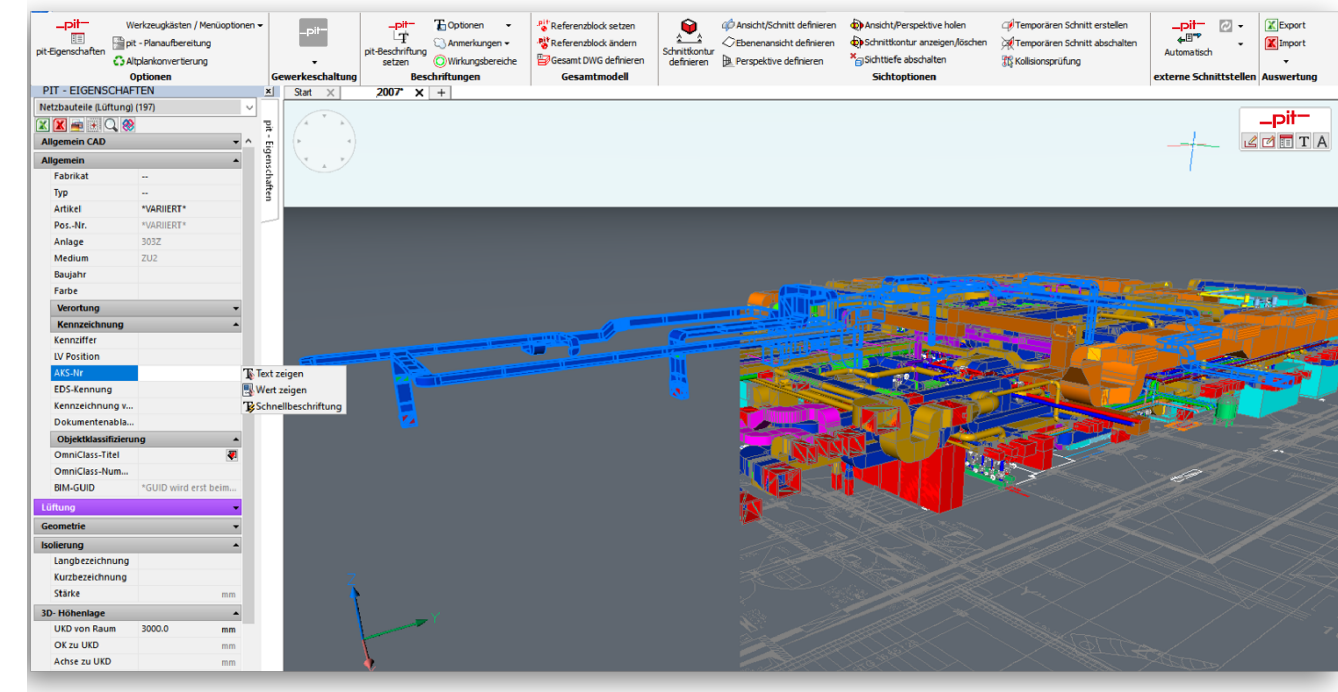 _pit—
pit-Eigenschaften
Werkzeugkästen / Menüoptionen
pit - Planaufbereitung
Altplankonvertierung
Optionen
_pit—
Gewerkeschaltung
_pit—
pit-Beschriftung
setzen
Optionen
Anmerkungen
Wirkungsbereiche
Beschriftungen
Referenzblock setzen
Referenzblock ändern
Gesamt DWG definieren
Gesamtmodell
Schnittkontur
definieren
Ansicht/Schnitt definieren
Ebenenansicht definieren
Perspektive definieren
Ansicht/Perspektive holen
Schnittkontur anzeigen/löschen
Sichttiefe abschalten
Temporären Schnitt erstellen
Temporären Schnitt abschalten
Kollisionsprüfung
Sichtoptionen
_pit—
Automatisch
externe Schnittstellen
Export
Import
Auswertung
PIT - EIGENSCHAFTEN
Start
2007*
Netzbauteile (Lüftung) (197)
pit - Eigenschaften
_pit—
T A
Allgemein CAD
Allgemein
Fabrikat --
Typ --
Artikel *VARIIERT*
Pos.-Nr. *VARIIERT*
Anlage 303Z
Medium ZU2
Baujahr
Farbe
Verortung
Kennzeichnung
Kennziffer
LV Position
AKS-Nr
EDS-Kennung
Kennzeichnung v...
Dokumentenabla...
Text zeigen
Wert zeigen
Schnellbeschriftung
Objektklassifizierung
OmniClass-Titel
OmniClass-Num...
BIM-GUID *GUID wird erst beim...
Lüftung
Geometrie
Isolierung
Langbezeichnung
Kurzbezeichnung
Stärke mm
3D- Höhenlage
UKD von Raum 3000.0 mm
OK zu UKD mm
Achse zu UKD mm
Z
Y